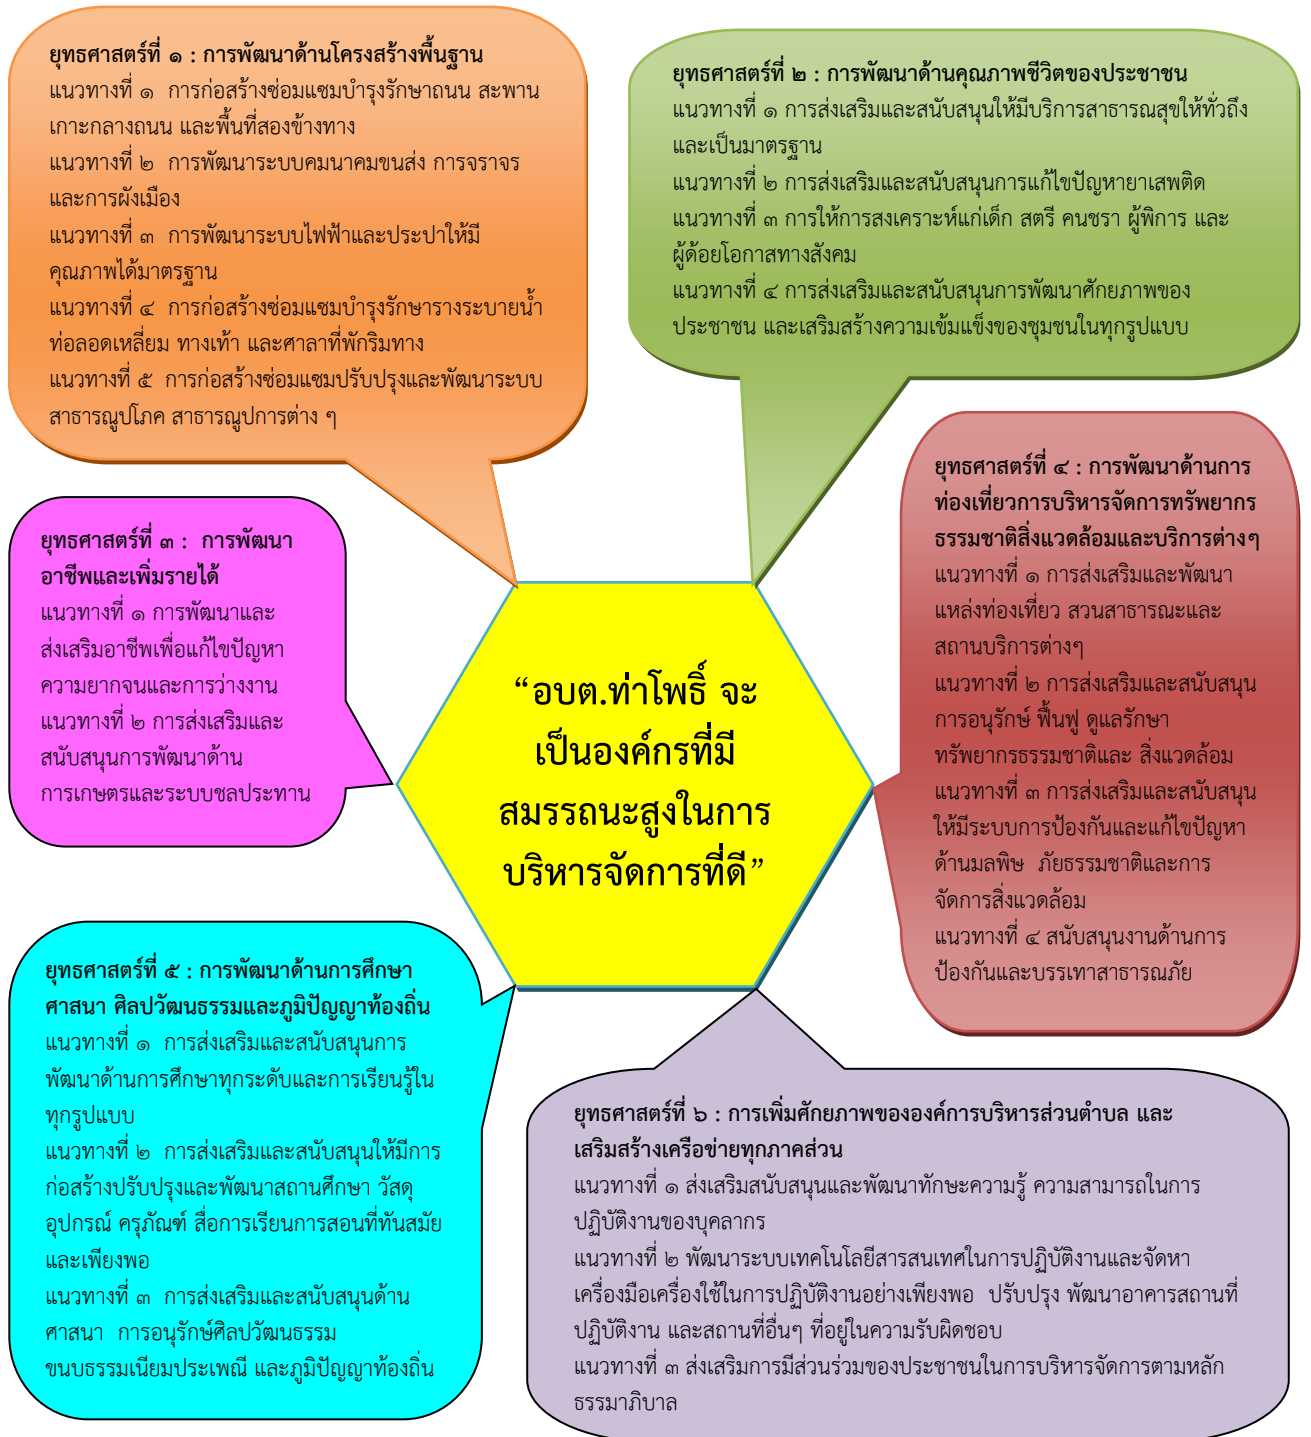 ยุทธศาสตร์ที่ ๑ : การพัฒนาด้านโครงสร้างพื้นฐาน
แนวทางที่ ๑  การก่อสร้างซ่อมแซมบำรุงรักษาถนน สะพาน
เกาะกลางถนน และพื้นที่สองข้างทาง
แนวทางที่ ๒  การพัฒนาระบบคมนาคมขนส่ง การจราจร
และการผังเมือง
แนวทางที่ ๓  การพัฒนาระบบไฟฟ้าและประปาให้มี
คุณภาพได้มาตรฐาน
แนวทางที่ ๔  การก่อสร้างซ่อมแซมบำรุงรักษารางระบายน้ำ
ท่อลอดเหลี่ยม ทางเท้า และศาลาที่พักริมทาง
แนวทางที่ ๕  การก่อสร้างซ่อมแซมปรับปรุงและพัฒนาระบบ
สาธารณูปโภค สาธารณูปการต่าง ๆ
ยุทธศาสตร์ที่ ๒ : การพัฒนาด้านคุณภาพชีวิตของประชาชน
แนวทางที่ ๑ การส่งเสริมและสนับสนุนให้มีบริการสาธารณสุขให้ทั่วถึง
และเป็นมาตรฐาน
แนวทางที่ ๒ การส่งเสริมและสนับสนุนการแก้ไขปัญหายาเสพติด
แนวทางที่ ๓ การให้การสงเคราะห์แก่เด็ก สตรี คนชรา ผู้พิการ และ
ผู้ด้อยโอกาสทางสังคม
แนวทางที่ ๔ การส่งเสริมและสนับสนุนการพัฒนาศักยภาพของ
ประชาชน และเสริมสร้างความเข้มแข็งของชุมชนในทุกรูปแบบ
ยุทธศาสตร์ที่ ๓ :  การพัฒนา
อาชีพและเพิ่มรายได้
แนวทางที่ ๑ การพัฒนาและ
ส่งเสริมอาชีพเพื่อแก้ไขปัญหา
ความยากจนและการว่างงาน
แนวทางที่ ๒ การส่งเสริมและ
สนับสนุนการพัฒนาด้าน
การเกษตรและระบบชลประทาน
ยุทธศาสตร์ที่ ๔ : การพัฒนาด้านการ
ท่องเที่ยวการบริหารจัดการทรัพยากร
ธรรมชาติสิ่งแวดล้อมและบริการต่างๆ
แนวทางที่ ๑ การส่งเสริมและพัฒนา
แหล่งท่องเที่ยว สวนสาธารณะและ
สถานบริการต่างๆ
แนวทางที่ ๒ การส่งเสริมและสนับสนุน
การอนุรักษ์ ฟื้นฟู ดูแลรักษา
ทรัพยากรธรรมชาติและ สิ่งแวดล้อม
แนวทางที่ ๓ การส่งเสริมและสนับสนุน
ให้มีระบบการป้องกันและแก้ไขปัญหา
ด้านมลพิษ  ภัยธรรมชาติและการ
จัดการสิ่งแวดล้อม
แนวทางที่ ๔ สนับสนุนงานด้านการ
ป้องกันและบรรเทาสาธารณภัย
“อบต.ท่าโพธิ์ จะ
เป็นองค์กรที่มี
สมรรถนะสูงในการ
บริหารจัดการที่ดี”
ยุทธศาสตร์ที่ ๕ : การพัฒนาด้านการศึกษา
ศาสนา ศิลปวัฒนธรรมและภูมิปัญญาท้องถิ่น
แนวทางที่ ๑  การส่งเสริมและสนับสนุนการ
พัฒนาด้านการศึกษาทุกระดับและการเรียนรู้ใน
ทุกรูปแบบ
แนวทางที่ ๒  การส่งเสริมและสนับสนุนให้มีการ
ก่อสร้างปรับปรุงและพัฒนาสถานศึกษา วัสดุ
อุปกรณ์ ครุภัณฑ์ สื่อการเรียนการสอนที่ทันสมัย
และเพียงพอ
แนวทางที่ ๓  การส่งเสริมและสนับสนุนด้าน
ศาสนา  การอนุรักษ์ศิลปวัฒนธรรม
ขนบธรรมเนียมประเพณี และภูมิปัญญาท้องถิ่น
ยุทธศาสตร์ที่ ๖ : การเพิ่มศักยภาพขององค์การบริหารส่วนตำบล และ
เสริมสร้างเครือข่ายทุกภาคส่วน
แนวทางที่ ๑ ส่งเสริมสนับสนุนและพัฒนาทักษะความรู้ ความสามารถในการ
ปฏิบัติงานของบุคลากร
แนวทางที่ ๒ พัฒนาระบบเทคโนโลยีสารสนเทศในการปฏิบัติงานและจัดหา
เครื่องมือเครื่องใช้ในการปฏิบัติงานอย่างเพียงพอ  ปรับปรุง พัฒนาอาคารสถานที่
ปฏิบัติงาน และสถานที่อื่นๆ ที่อยู่ในความรับผิดชอบ
แนวทางที่ ๓ ส่งเสริมการมีส่วนร่วมของประชาชนในการบริหารจัดการตามหลัก
ธรรมาภิบาล